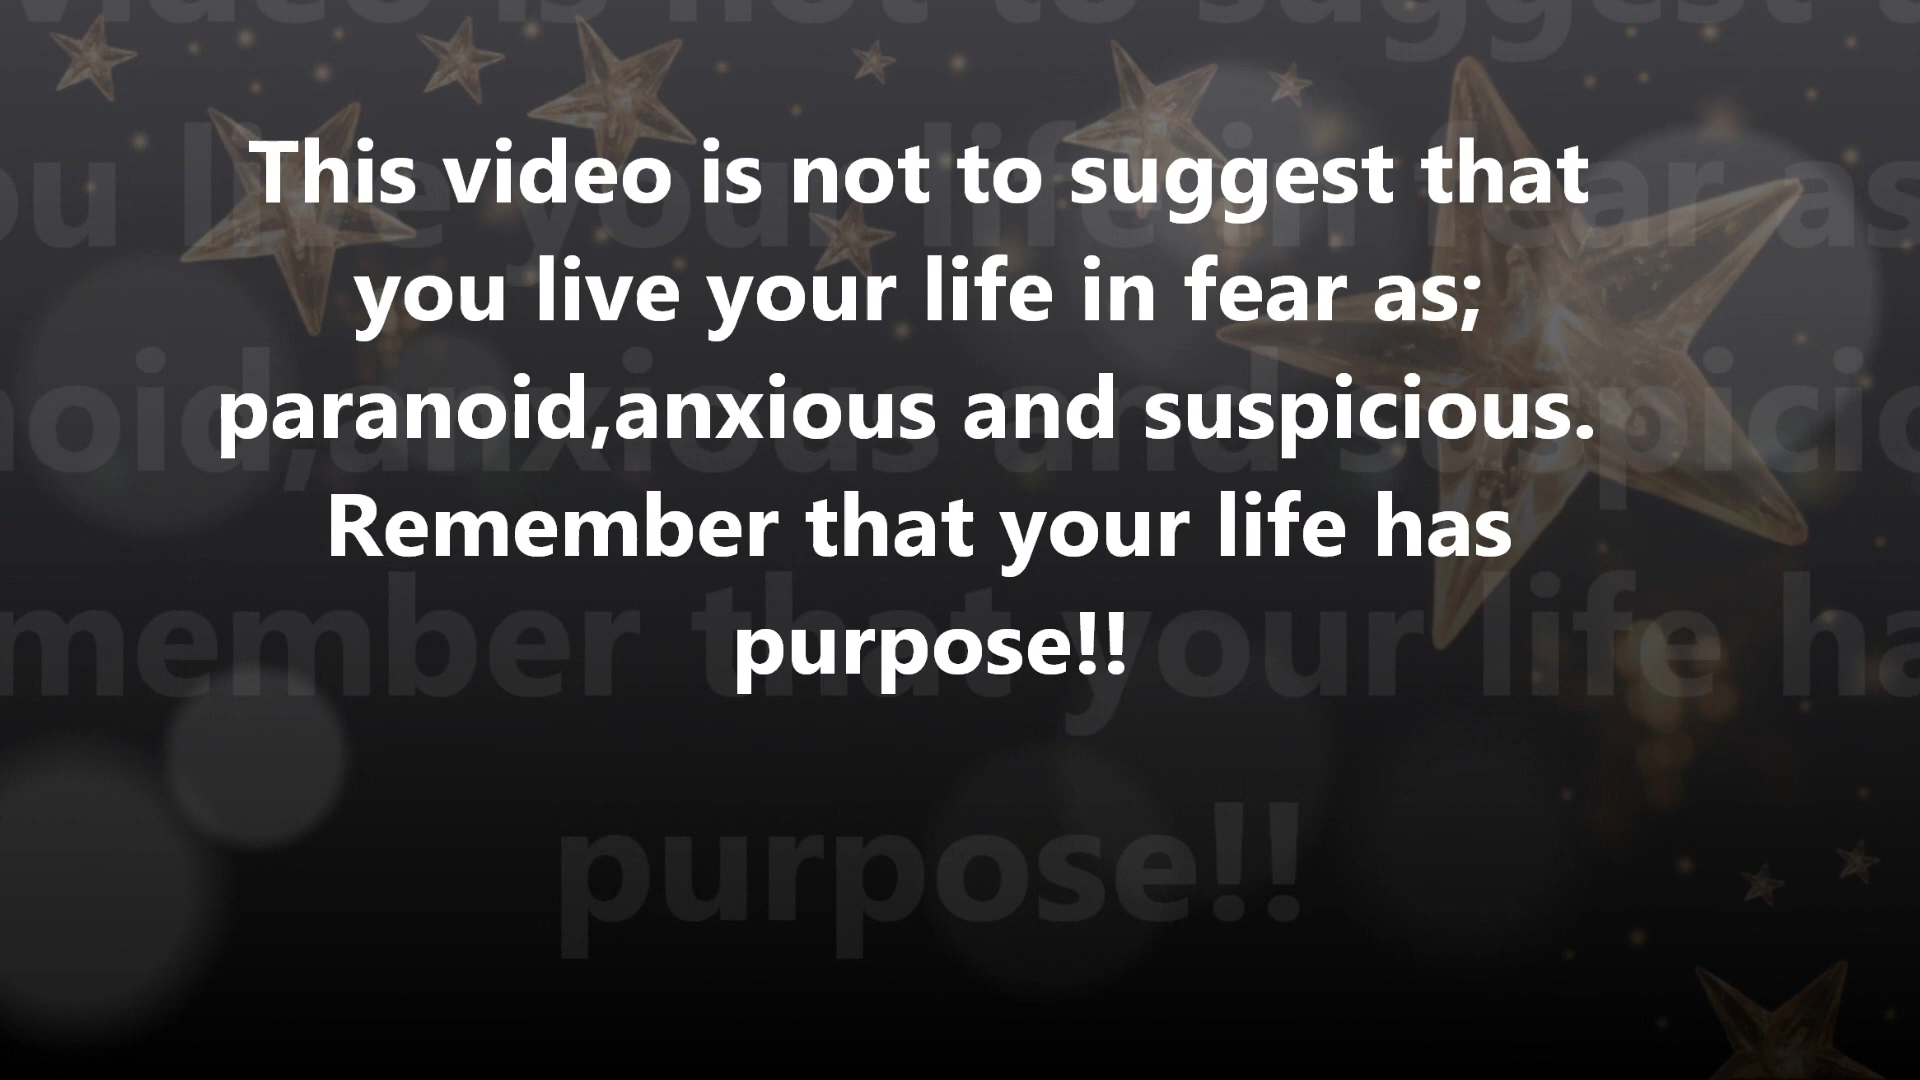 This video is not to suggest that
you live your life in fear as;
paranoid,anxious and suspicious.
Remember that your life has
purpose!!